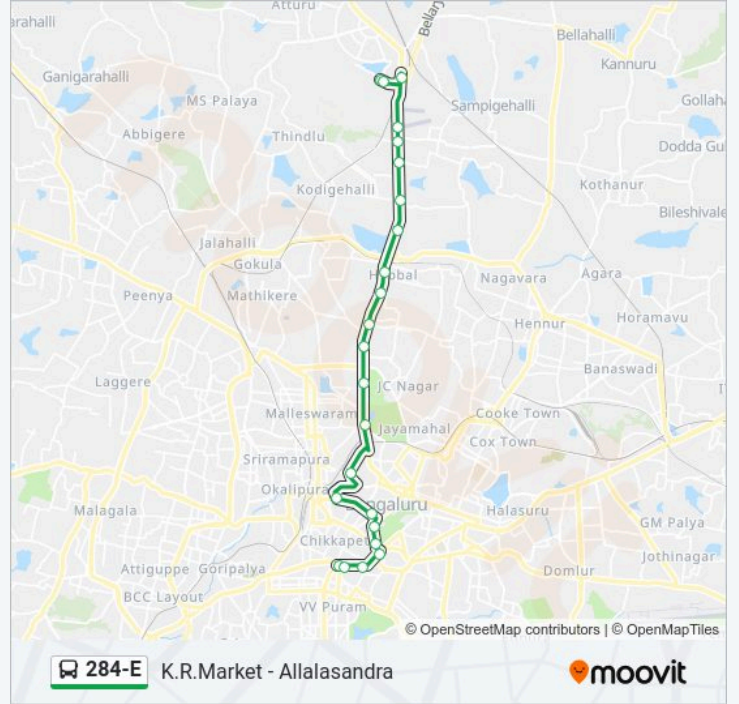 Atturu
Bellary
arahalli
Bellahalli
Kannuru
Ganigarahalli
MS Palaya
Sampigehalli
Gollah
Abbigere
Thindlu
Dodda Gu
Kodigehalli
Kothanur
Bileshivale
Jalahalli
Gokula
Hebbal
Nagavara
Agara
Peenya
Mathikere
Horamavu
Hennur
Banaswadi
Laggere
JC Nagar
Malleswaram
Cooke Town
Jayamahal
Cox Town
Sriramapura
Okalipura
ngaluru
Halasuru
Malagala
GM Palya
Chikkapet
Jothinagar
Attiguppe
Goripalya
Domlur
BCC Layout
VV Puram
© OpenStreetMap contributors | © OpenMapTiles
284-E K.R.Market - Allalasandra
moovit